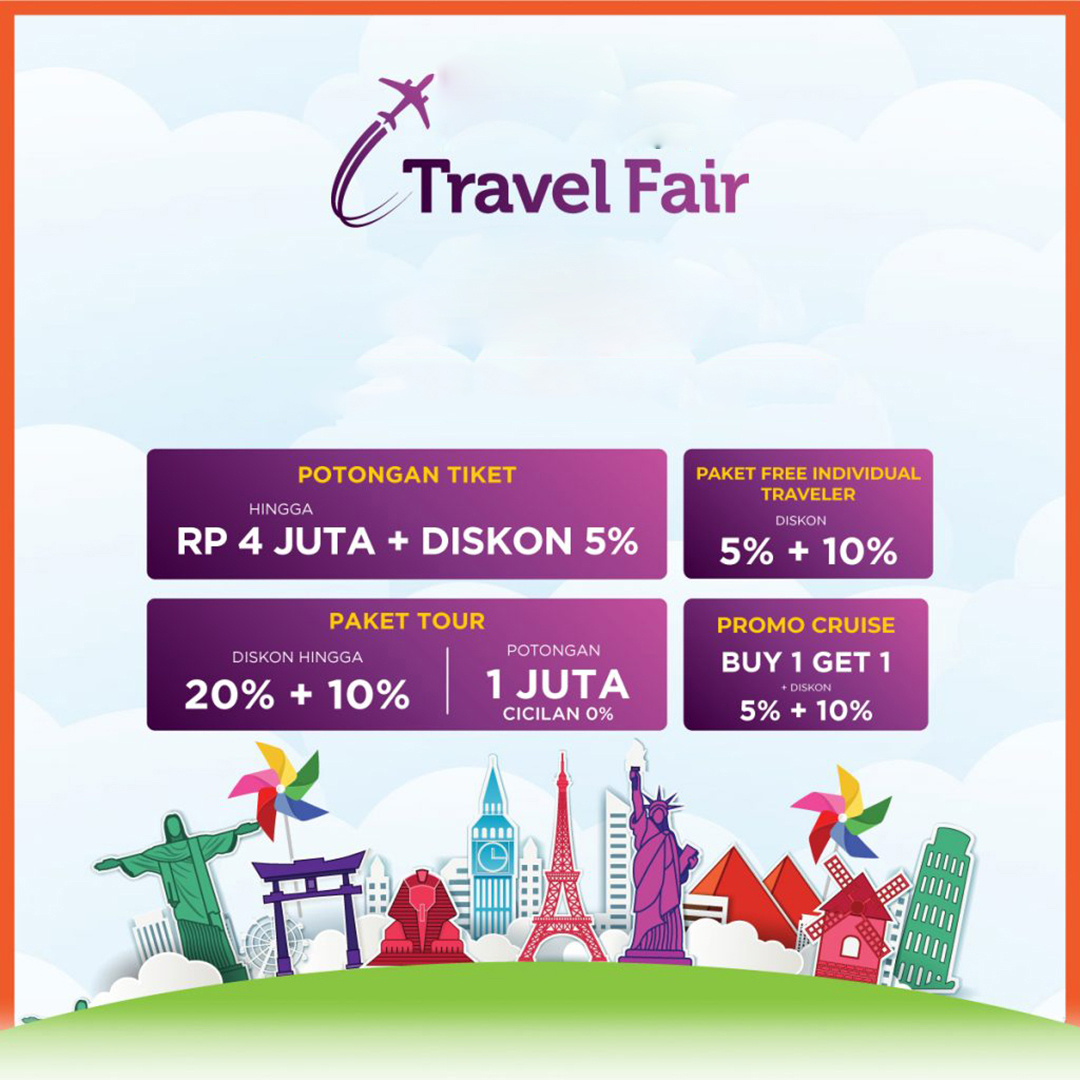 Travel Fair
POTONGAN TIKET
HINGGA
RP 4 JUTA + DISKON 5%
PAKET FREE INDIVIDUAL
TRAVELER
DISKON
5% + 10%
PAKET TOUR
DISKON HINGGA
20% + 10%
POTONGAN
1 JUTA
CICILAN 0%
PROMO CRUISE
BUY 1 GET 1
+ DISKON
5% + 10%